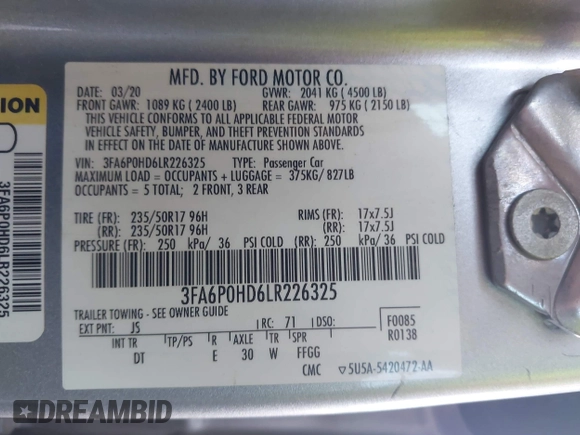 MFD. BY FORD MOTOR CO.
DATE: 03/20 GVWR: 2041 KG ( 4500 LB)
FRONT GAWR: 1089 KG ( 2400 LB) REAR GAWR: 975 KG ( 2150 LB)
THIS VEHICLE CONFORMS TO ALL APPLICABLE FEDERAL MOTOR
VEHICLE SAFETY, BUMPER, AND THEFT PREVENTION STANDARDS
IN EFFECT ON THE DATE OF MANUFACTURE SHOWN ABOVE.
VIN: 3FA6P0HD6LR226325 TYPE: Passenger Car
MAXIMUM LOAD = OCCUPANTS + LUGGAGE = 375KG/ 827LB
OCCUPANTS = 5 TOTAL; 2 FRONT, 3 REAR
TIRE (FR): 235/50R17 96H RIMS (FR): 17x7.5J
(RR): 235/50R17 96H (RR): 17x7.5J
PRESSURE (FR): 250 kPa/ 36 PSI COLD (RR): 250 kPa/ 36 PSI COLD
3FA6P0HD6LR226325
TRAILER TOWING - SEE OWNER GUIDE
EXT PNT: JS RC: 71 DSO: F0085
R0138
INT TR TP/PS R AXLE TR SPR
DT E 30 W FFGG
CMC 5U5A-5420472-AA
ION
3FA6P0HD6LR226325
DREAMBID